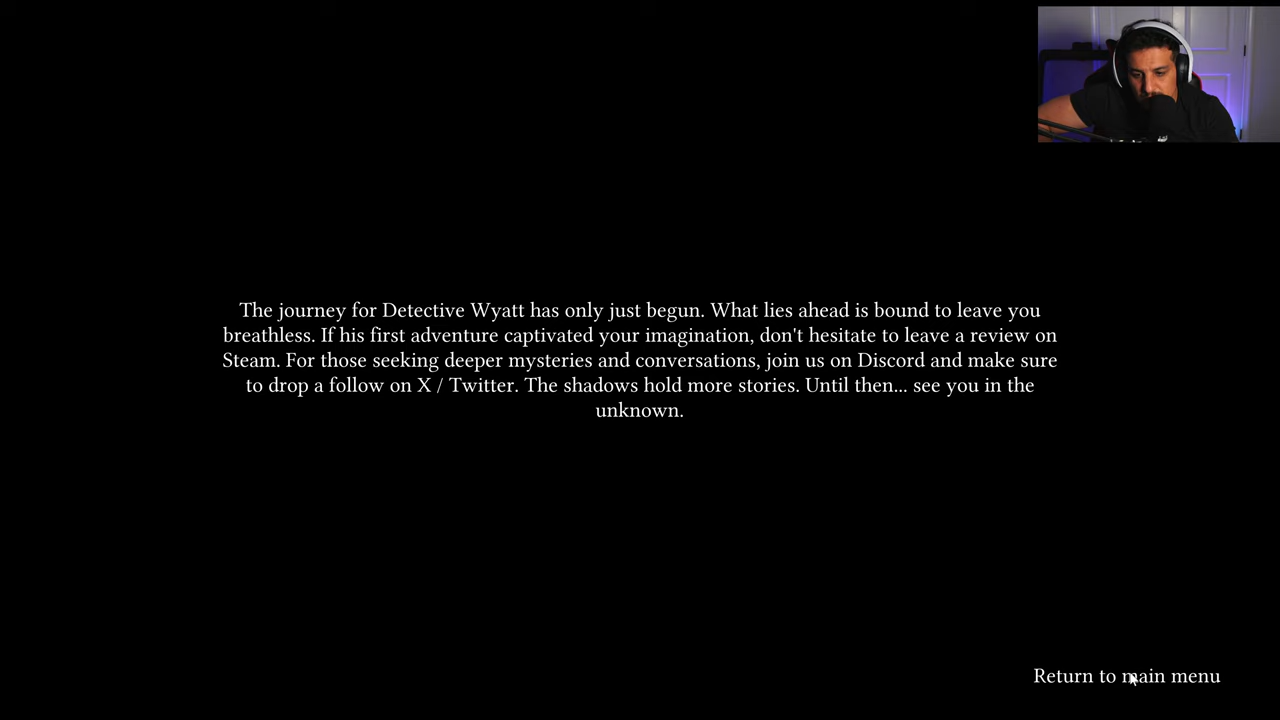 The journey for Detective Wyatt has only just begun. What lies ahead is bound to leave you
breathless. If his first adventure captivated your imagination, don't hesitate to leave a review on
Steam. For those seeking deeper mysteries and conversations, join us on Discord and make sure
to drop a follow on X / Twitter. The shadows hold more stories. Until then... see you in the
unknown.
Return to main menu